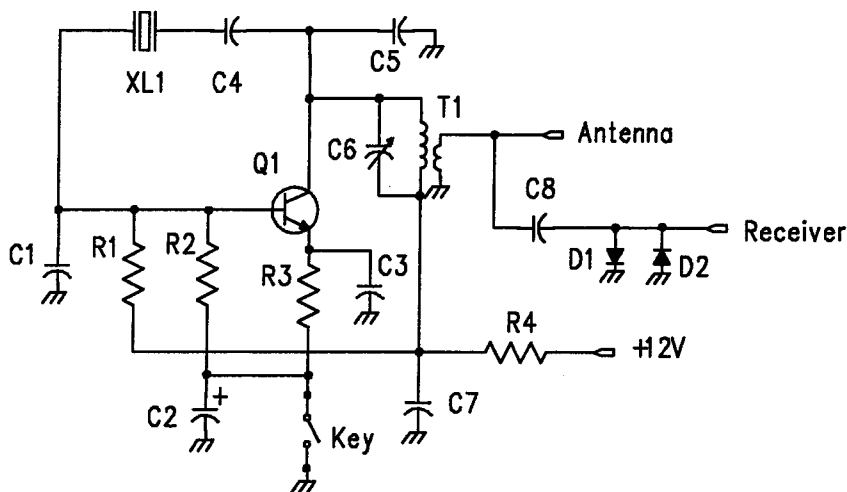 XL1
C4
C5
T1
Antenna
C6
Q1
C8
Receiver
C1
R1
R2
R3
C3
D1
D2
R4
+12V
C2
+
C7
Key